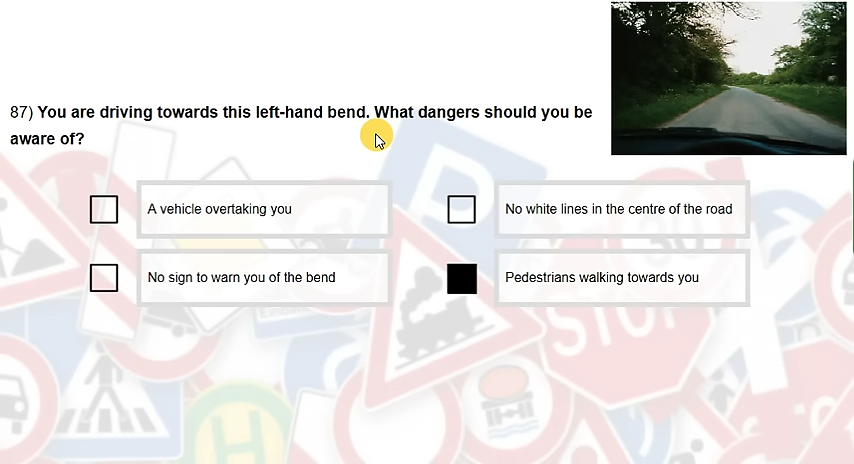 87) You are driving towards this left-hand bend. What dangers should you be
aware of?
A vehicle overtaking you
No white lines in the centre of the road
No sign to warn you of the bend
Pedestrians walking towards you
P
30
STOP
H